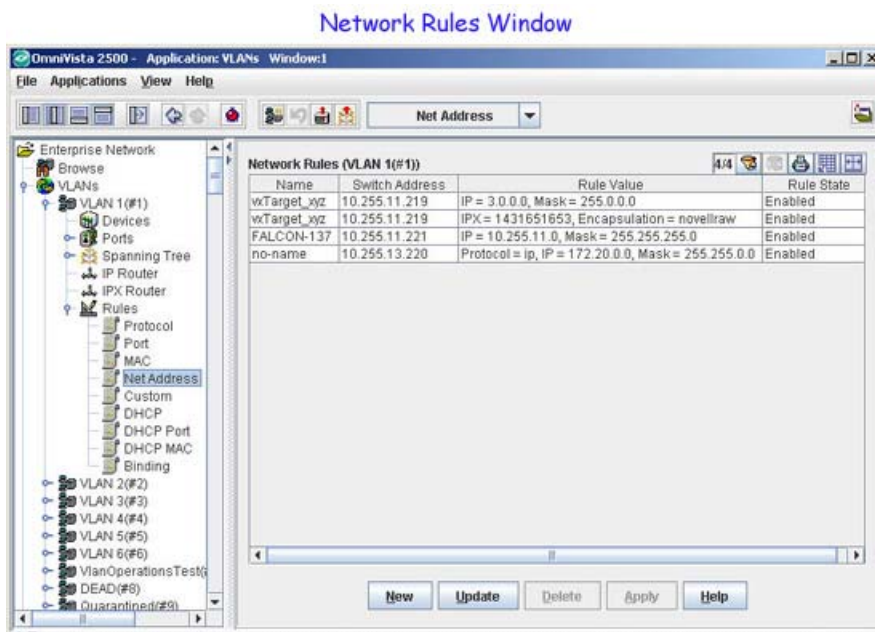 Network Rules Window
OmniVista 2500 - Application: VLANs Window:1
File Applications View Help
Net Address
Enterprise Network
Browse
VLANs
VLAN 1(#1)
Devices
Ports
Spanning Tree
IP Router
IPX Router
Rules
Protocol
Port
MAC
Net Address
Custom
DHCP
DHCP Port
DHCP MAC
Binding
VLAN 2(#2)
VLAN 3(#3)
VLAN 4(#4)
VLAN 5(#5)
VLAN 6(#6)
VlanOperationsTest(
DEAD(#8)
Quarantined(#9)
Network Rules (VLAN 1(#1)) 4/4
Name Switch Address Rule Value Rule State
vxTarget_xyz 10.255.11.219 IP = 3.0.0.0, Mask = 255.0.0.0 Enabled
vxTarget_xyz 10.255.11.219 IPX = 1431651653, Encapsulation = novellraw Enabled
FALCON-137 10.255.11.221 IP = 10.255.11.0, Mask = 255.255.255.0 Enabled
no-name 10.255.13.220 Protocol = ip, IP = 172.20.0.0, Mask = 255.255.0.0 Enabled
New Update Delete Apply Help